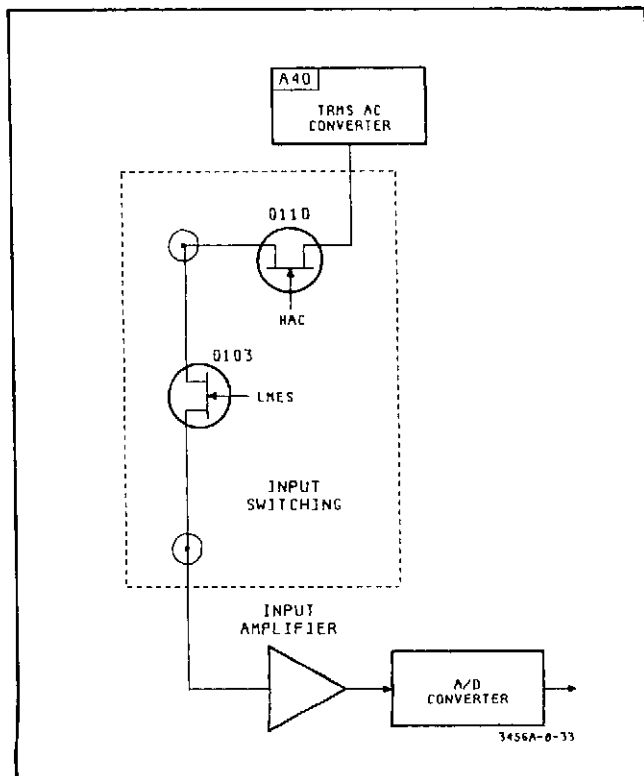 A40
TRMS AC
CONVERTER
Q110
HAC
Q103
LMES
INPUT
SWITCHING
INPUT
AMPLIFIER
A/D
CONVERTER
3456A-8-33